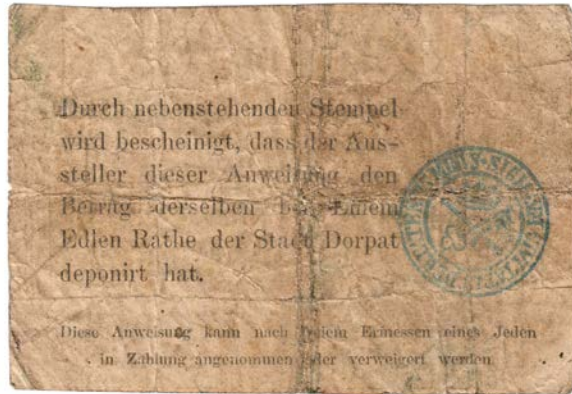 Durch nebenstehenden Stempel
wird bescheinigt, dass der Aus-
steller dieser Anweisung den
Betrag derselben bei Einem
Edlen Rathe der Stadt Dorpat
deponirt hat.
Diese Anweisung kann nach freiem Ermessen eines Jeden
in Zahlung angenommen oder verweigert werden.